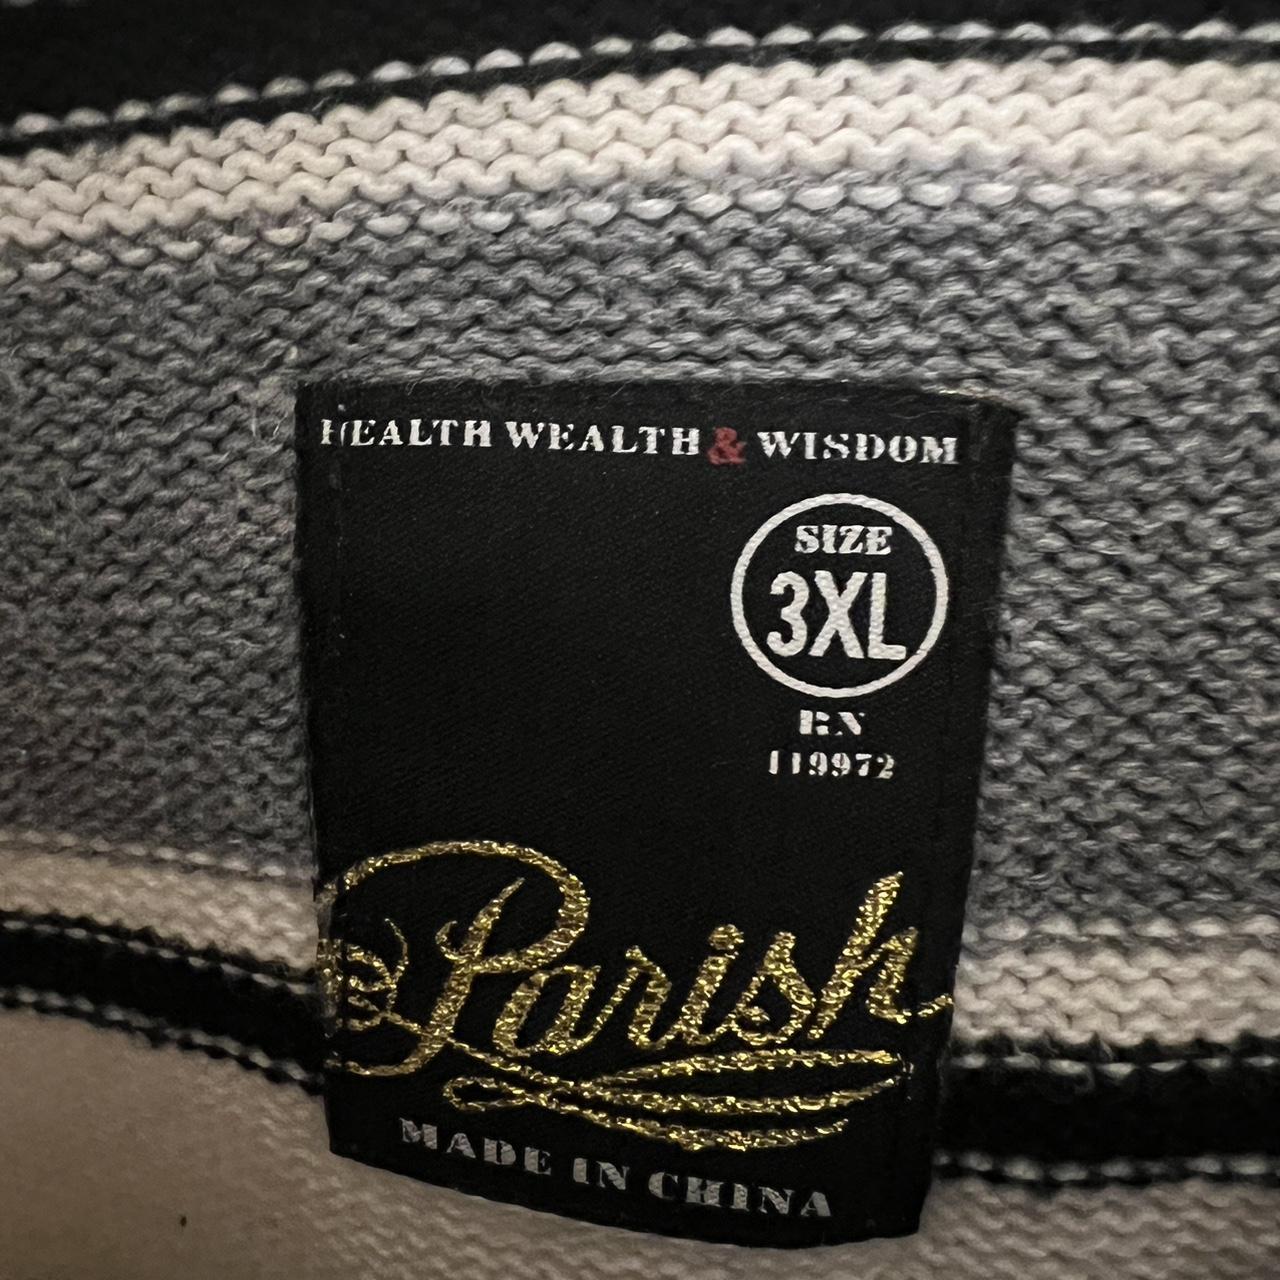 HEALTH WEALTH & WISDOM
SIZE
3XL
RN
119972
Parish
MADE IN CHINA